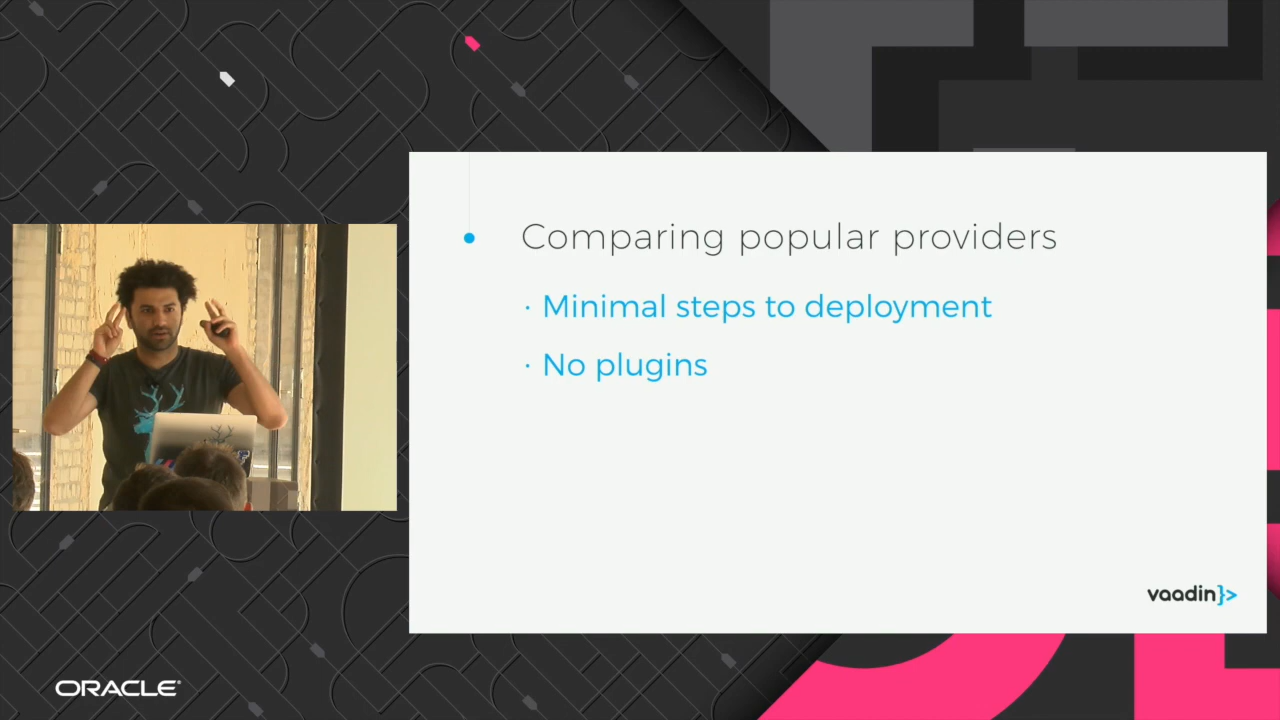 Comparing popular providers
· Minimal steps to deployment
· No plugins
vaadin}>
ORACLE®